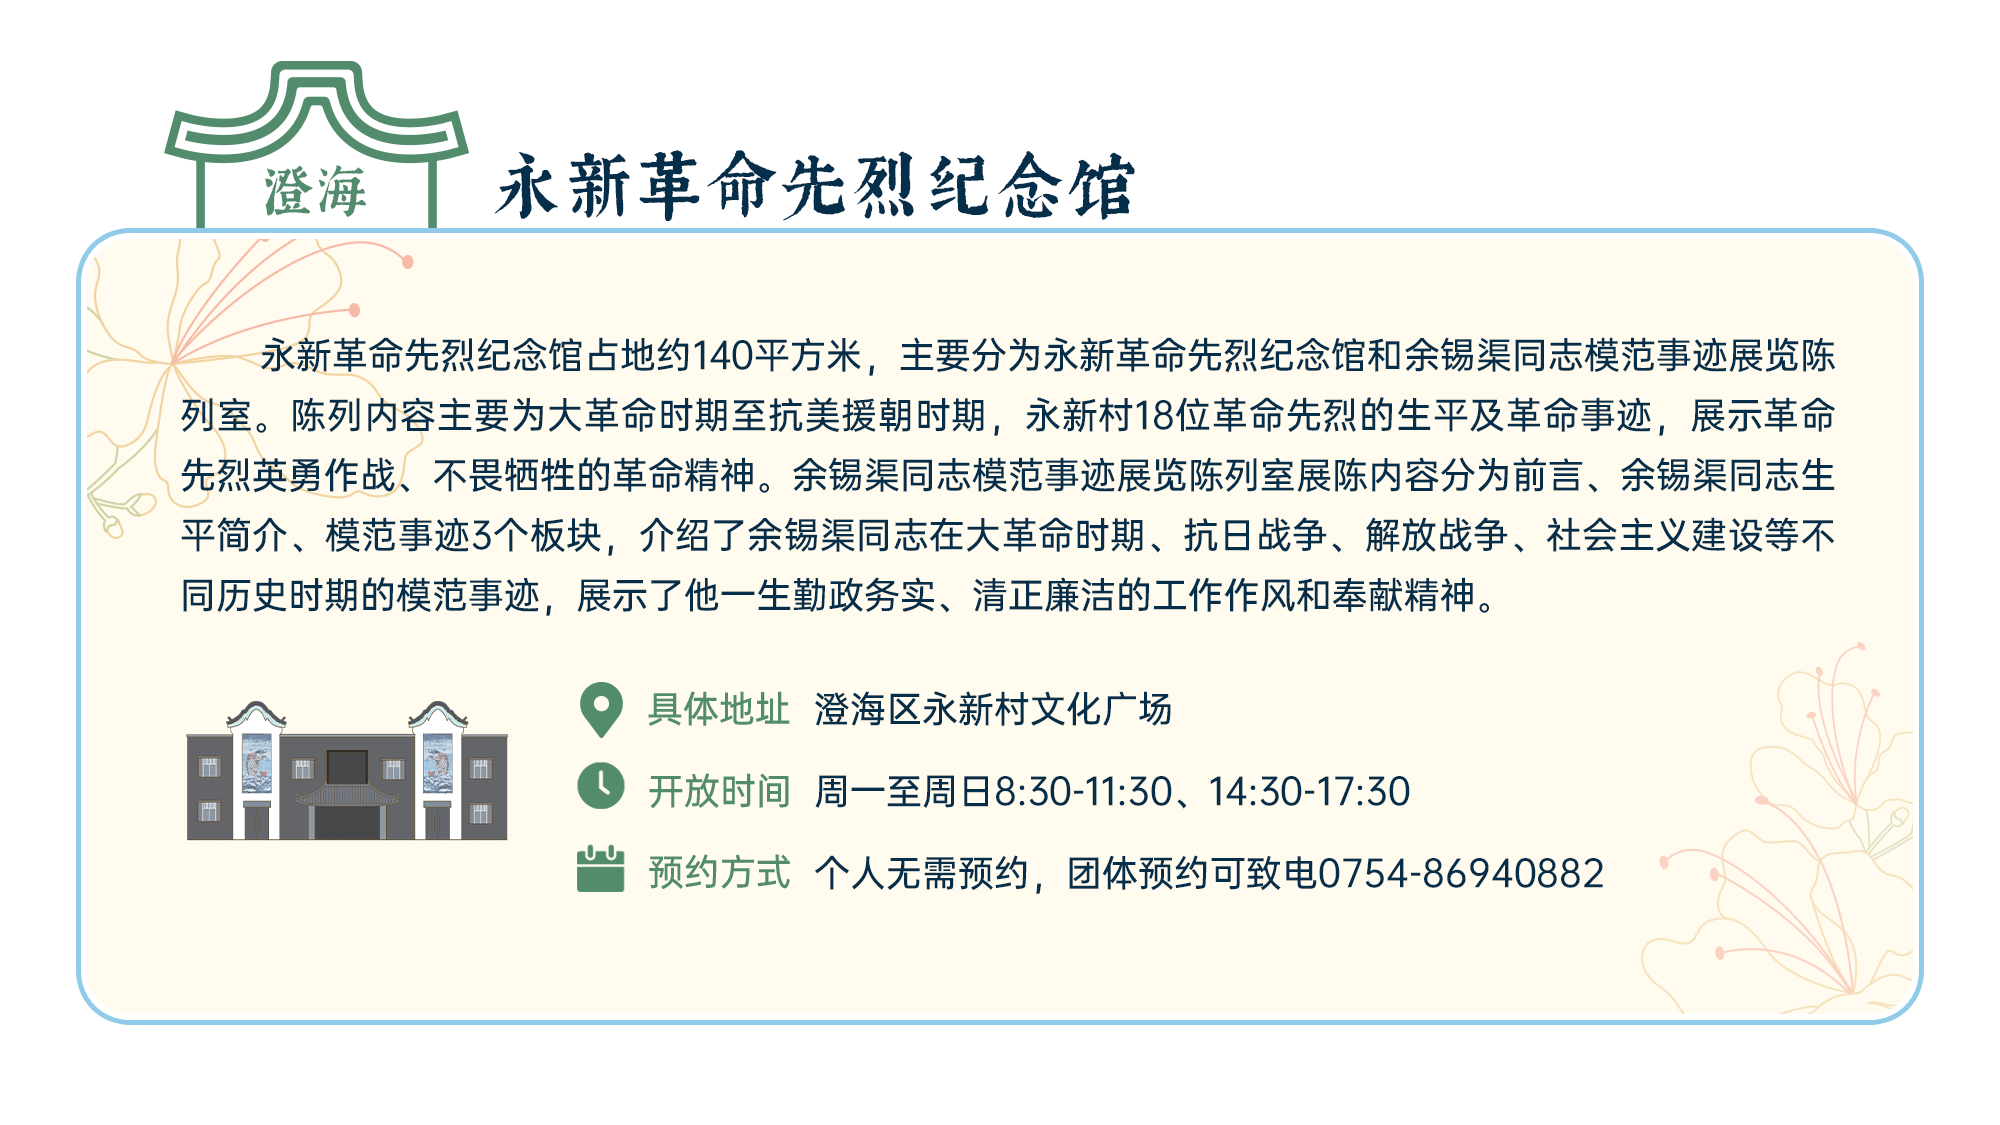 澄海
永新革命先烈纪念馆
永新革命先烈纪念馆占地约140平方米，主要分为永新革命先烈纪念馆和余锡渠同志模范事迹展览陈
列室。陈列内容主要为大革命时期至抗美援朝时期，永新村18位革命先烈的生平及革命事迹，展示革命
先烈英勇作战、不畏牺牲的革命精神。余锡渠同志模范事迹展览陈列室展陈内容分为前言、余锡渠同志生
平简介、模范事迹3个板块，介绍了余锡渠同志在大革命时期、抗日战争、解放战争、社会主义建设等不
同历史时期的模范事迹，展示了他一生勤政务实、清正廉洁的工作作风和奉献精神。
具体地址 澄海区永新村文化广场
开放时间 周一至周日8:30-11:30、14:30-17:30
预约方式 个人无需预约，团体预约可致电0754-86940882